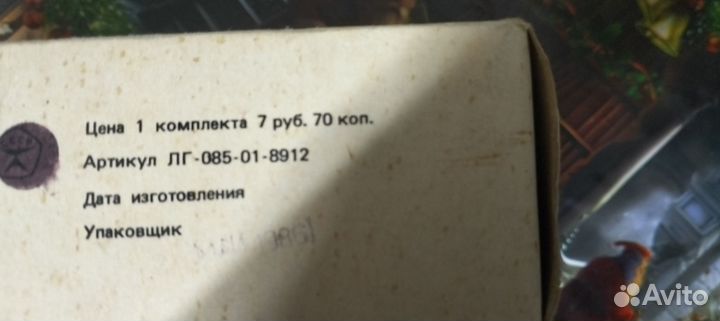 Цена 1 комплекта 7 руб. 70 коп.
Артикул ЛГ-085-01-8912
Дата изготовления
Упаковщик
Avito